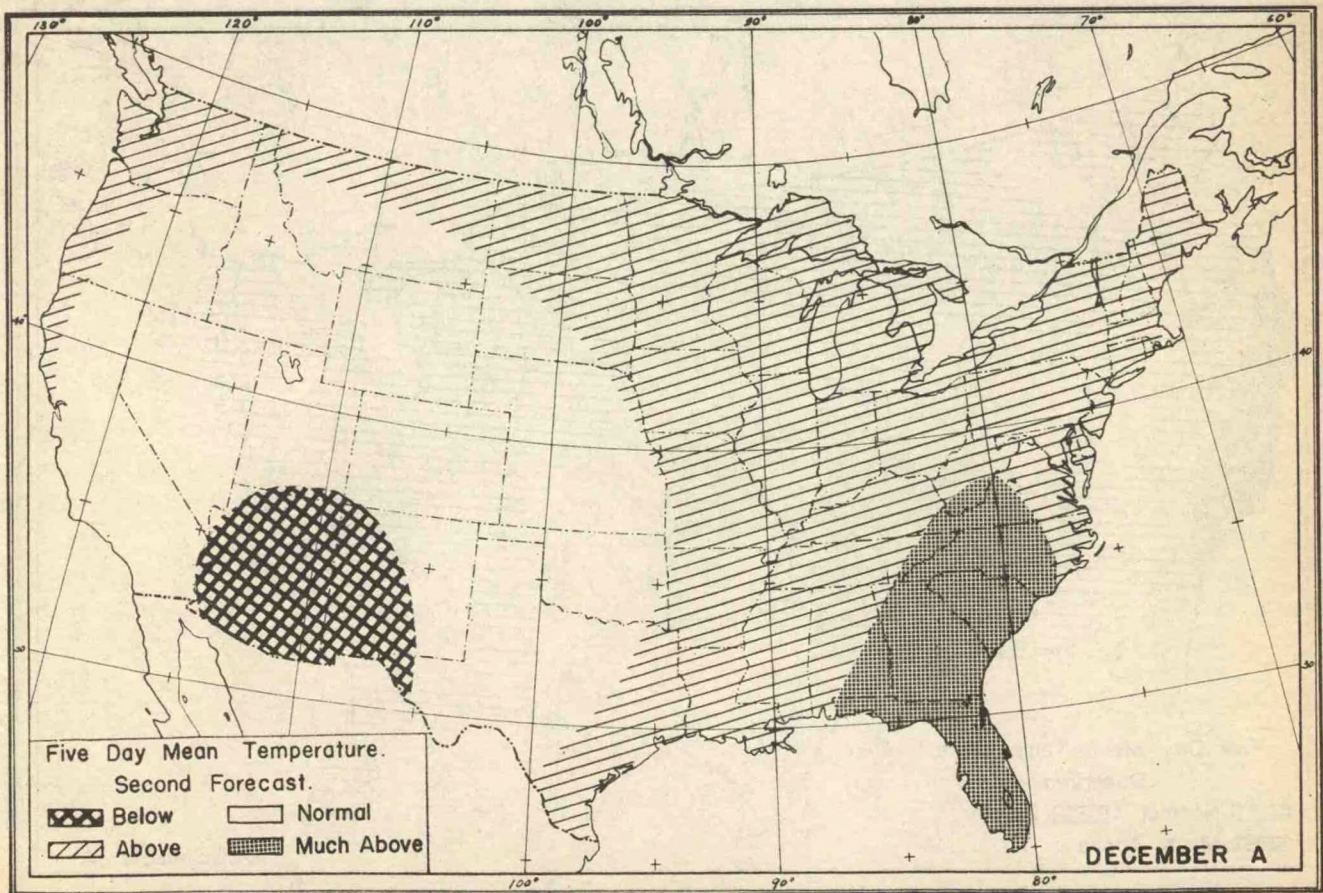 130° 120° 110° 100° 90° 80° 70° 60°
40° 40°
30° 30°
Five Day Mean Temperature.
Second Forecast.
Below Normal
Above Much Above
DECEMBER A
100° 90° 80°